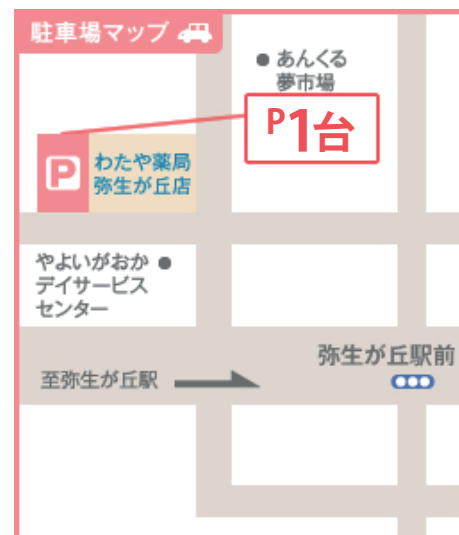 駐車場マップ
あんくる
夢市場
P1台
P
わたや薬局
弥生が丘店
やよいがおか
デイサービス
センター
弥生が丘駅前
至弥生が丘駅